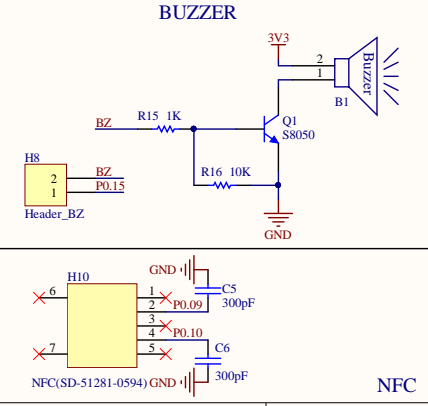 BUZZER
3V3
2
1
Buzzer
B1
BZ
R15 1K
Q1
S8050
R16 10K
H8
2
1
BZ
P0.15
Header_BZ
GND
H10
GND
C5
300pF
6
1
2
P0.09
3
4
P0.10
7
5
C6
300pF
NFC(SD-51281-0594)
GND
NFC